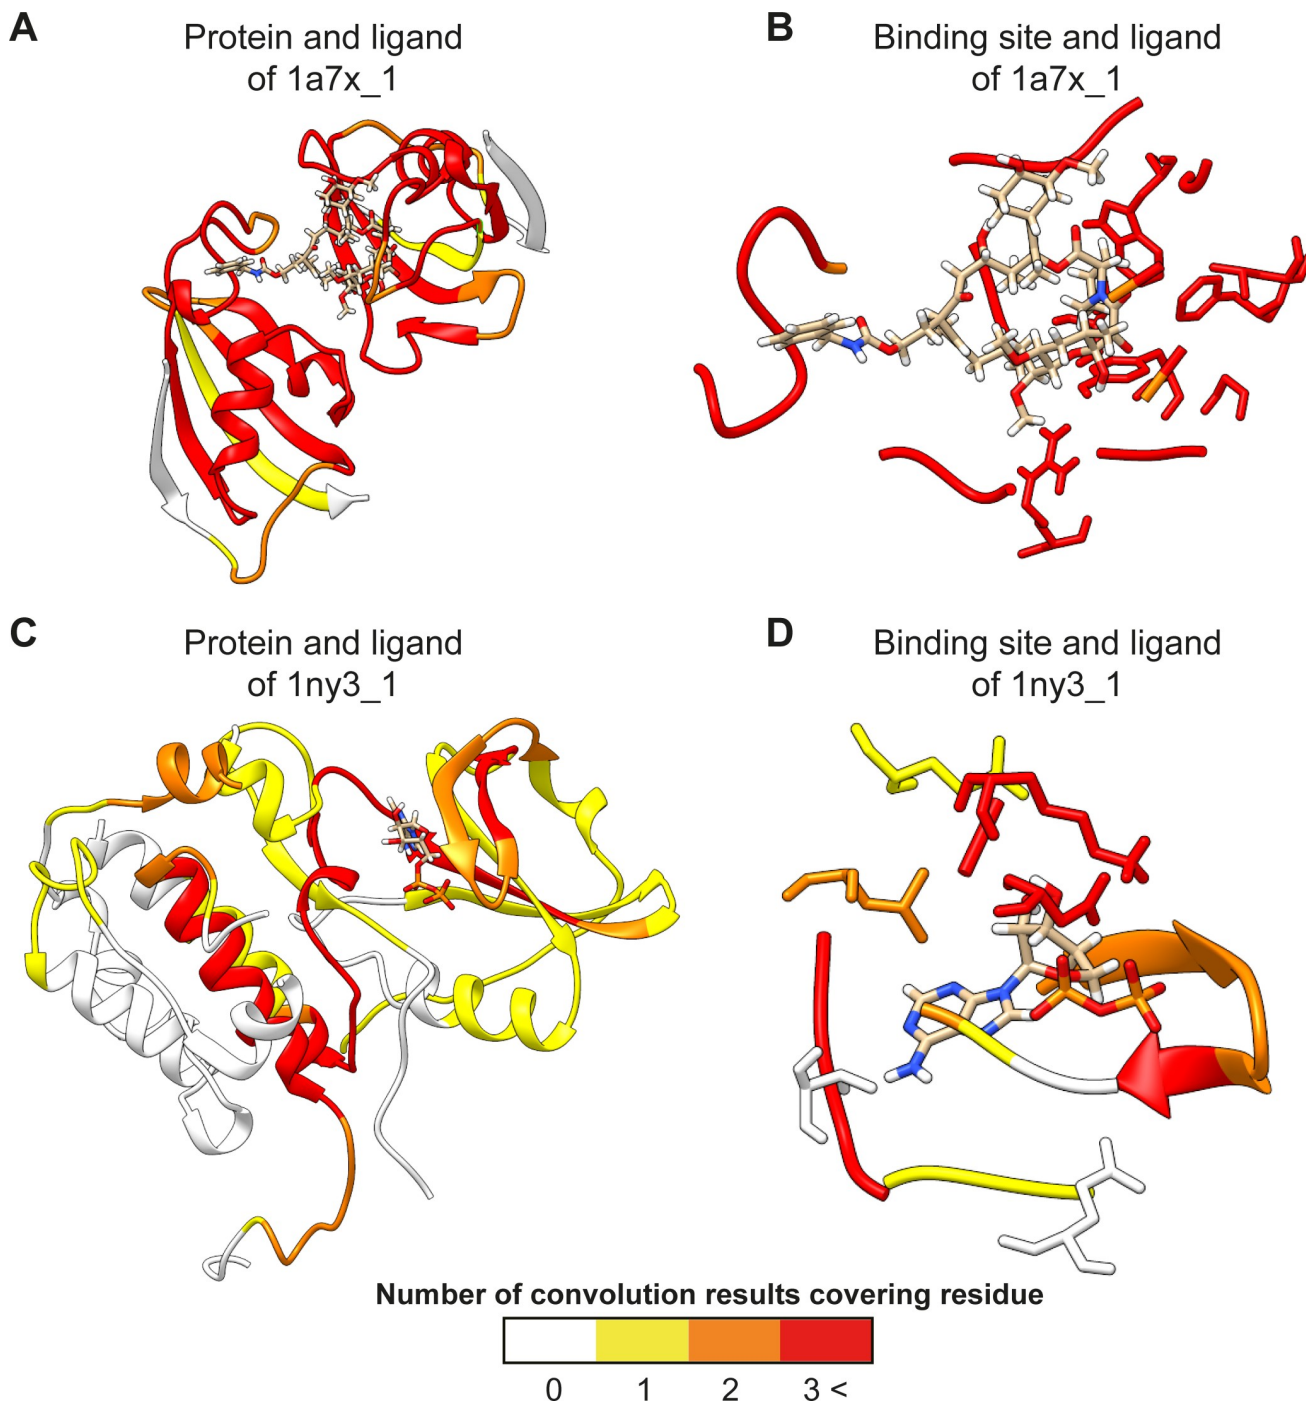 A
Protein and ligand
of 1a7x_1
B
Binding site and ligand
of 1a7x_1
C
Protein and ligand
of 1ny3_1
D
Binding site and ligand
of 1ny3_1
Number of convolution results covering residue
0 1 2 3 <